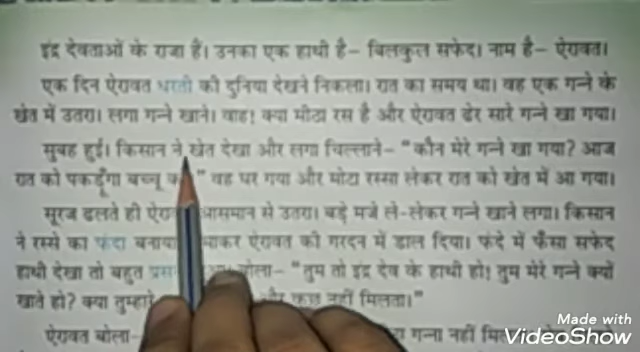 इंद्र देवताओं के राजा हैं। उनका एक हाथी है– बिलकुल सफेद। नाम है– ऐरावत।
एक दिन ऐरावत धरती की दुनिया देखने निकला। रात का समय था। वह एक गन्ने के
खेत में उतरा। लगा गन्ने खाने। वाह! क्या मीठा रस है और ऐरावत ढेर सारे गन्ने खा गया।
सुबह हुई। किसान ने खेत देखा और लगा चिल्लाने– "कौन मेरे गन्ने खा गया? आज
रात को पकड़ूँगा बच्चू " वह घर गया और मोटा रस्सा लेकर रात को खेत में आ गया।
सूरज ढलते ही आसमान से उतरा। बड़े मजे ले-लेकर गन्ने खाने लगा। किसान
ने रस्से का फंदा बनाया ऐरावत की गरदन में डाल दिया। फंदे में फँसा सफेद
हाथी देखा तो बहुत बोला– "तुम तो इंद्र देव के हाथी हो! तुम मेरे गन्ने क्यों
खाते हो? क्या तुम्हारे और कुछ नहीं मिलता।"
ऐरावत बोला– गन्ना नहीं
Made with
VideoShow